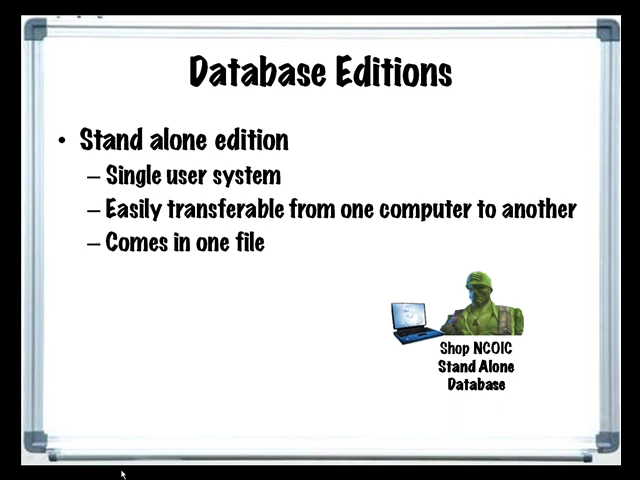 Database Editions
• Stand alone edition
– Single user system
– Easily transferable from one computer to another
– Comes in one file
Shop NCOIC
Stand Alone
Database